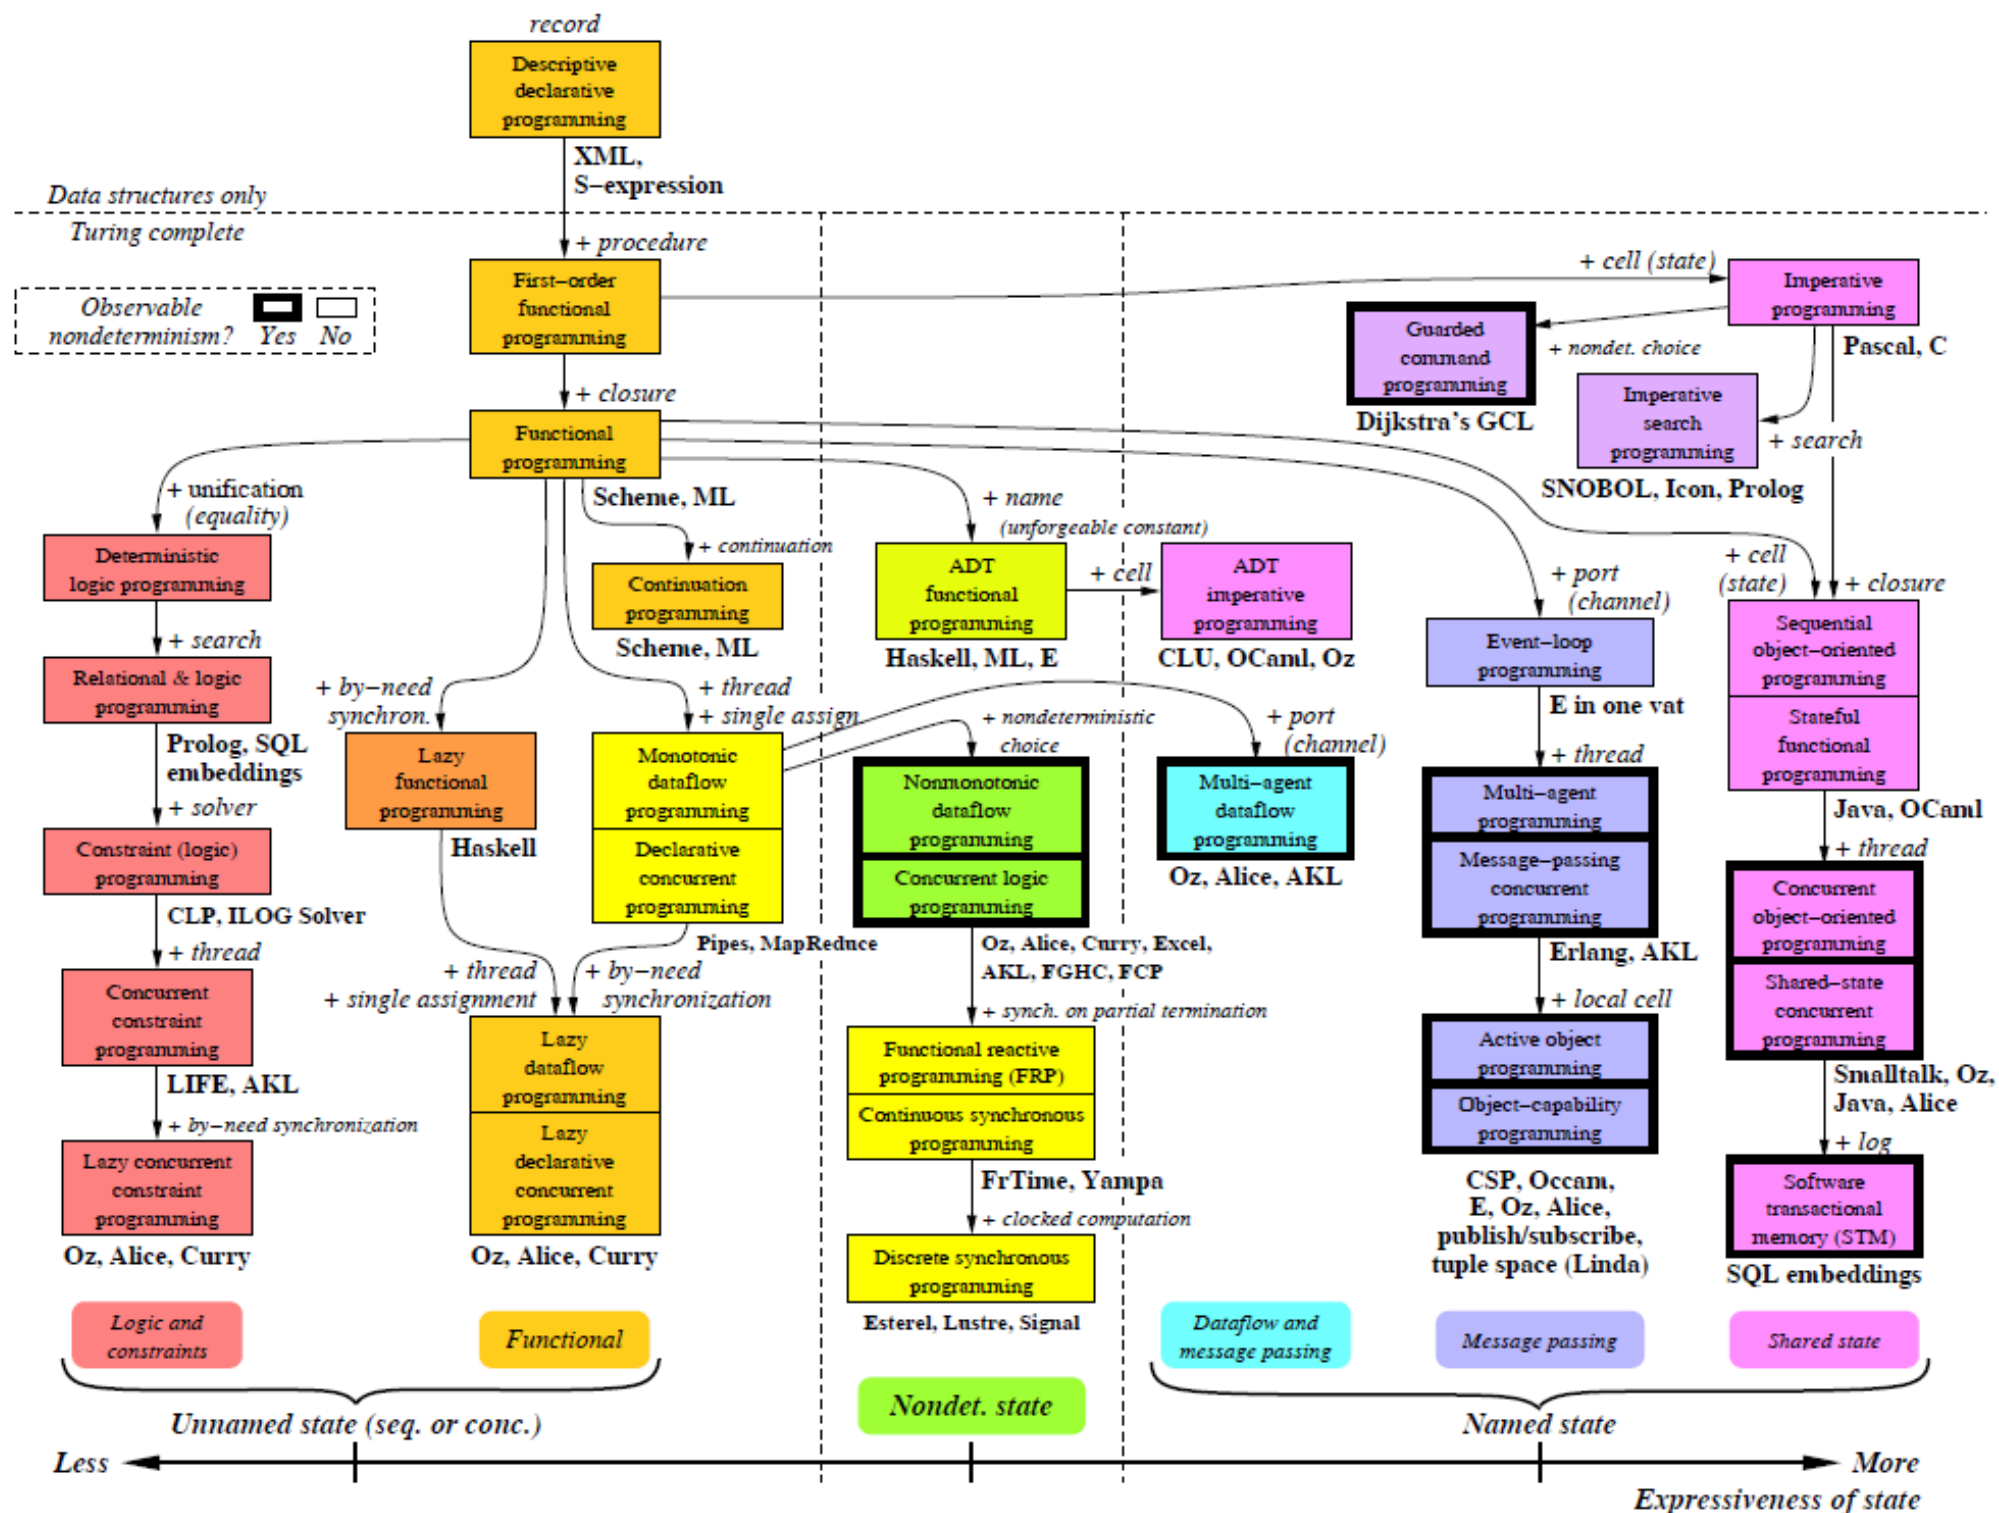 record
Descriptive
declarative
programming
XML,
S−expression
Data structures only
Turing complete
+ procedure
Observable
nondeterminism?
Yes
No
First−order
functional
programming
+ cell (state)
Imperative
programming
Pascal, C
Guarded
command
programming
+ nondet. choice
Dijkstra's GCL
Imperative
search
programming
+ search
SNOBOL, Icon, Prolog
+ closure
Functional
programming
Scheme, ML
+ unification
(equality)
Deterministic
logic programming
+ search
Relational & logic
programming
Prolog, SQL
embeddings
+ solver
Constraint (logic)
programming
CLP, ILOG Solver
+ thread
Concurrent
constraint
programming
LIFE, AKL
+ by−need synchronization
Lazy concurrent
constraint
programming
Oz, Alice, Curry
+ continuation
Continuation
programming
Scheme, ML
+ by−need
synchron.
Lazy
functional
programming
Haskell
+ thread
+ single assignment
+ thread
+ single assign.
Monotonic
dataflow
programming
Declarative
concurrent
programming
Pipes, MapReduce
+ by−need
synchronization
Lazy
dataflow
programming
Lazy
declarative
concurrent
programming
Oz, Alice, Curry
+ name
(unforgeable constant)
ADT
functional
programming
Haskell, ML, E
+ cell
ADT
imperative
programming
CLU, OCaml, Oz
+ nondeterministic
choice
Nonmonotonic
dataflow
programming
Concurrent logic
programming
Oz, Alice, Curry, Excel,
AKL, FGHC, FCP
+ synch. on partial termination
Functional reactive
programming (FRP)
Continuous synchronous
programming
FrTime, Yampa
+ clocked computation
Discrete synchronous
programming
Esterel, Lustre, Signal
+ port
(channel)
Multi−agent
dataflow
programming
Oz, Alice, AKL
+ port
(channel)
Event−loop
programming
E in one vat
+ thread
Multi−agent
programming
Message−passing
concurrent
programming
Erlang, AKL
+ local cell
Active object
programming
Object−capability
programming
CSP, Occam,
E, Oz, Alice,
publish/subscribe,
tuple space (Linda)
+ cell
(state)
+ closure
Sequential
object−oriented
programming
Stateful
functional
programming
Java, OCaml
+ thread
Concurrent
object−oriented
programming
Shared−state
concurrent
programming
Smalltalk, Oz,
Java, Alice
+ log
Software
transactional
memory (STM)
SQL embeddings
Logic and
constraints
Functional
Dataflow and
message passing
Message passing
Shared state
Unnamed state (seq. or conc.)
Nondet. state
Named state
Less
More
Expressiveness of state